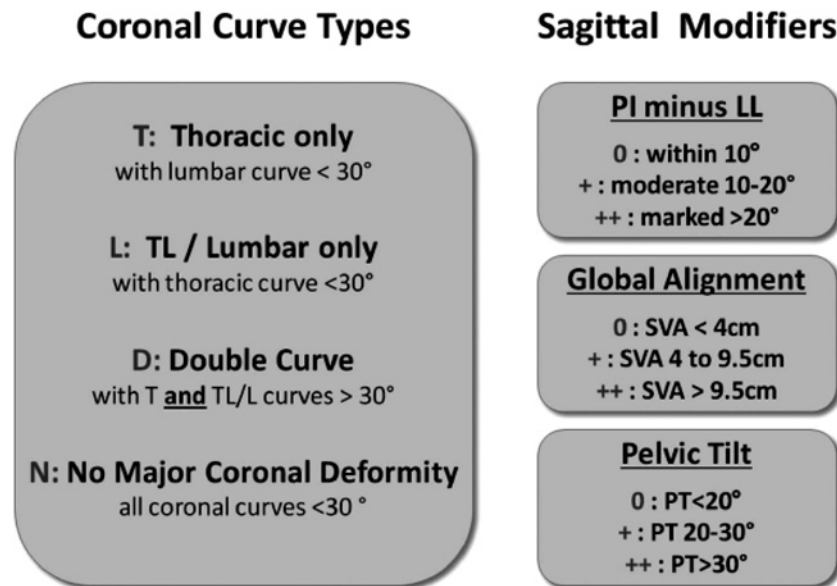 Coronal Curve Types
T: Thoracic only
with lumbar curve < 30°
L: TL / Lumbar only
with thoracic curve <30°
D: Double Curve
with T and TL/L curves > 30°
N: No Major Coronal Deformity
all coronal curves <30 °
Sagittal Modifiers
PI minus LL
0 : within 10°
+ : moderate 10-20°
++ : marked >20°
Global Alignment
0 : SVA < 4cm
+ : SVA 4 to 9.5cm
++ : SVA > 9.5cm
Pelvic Tilt
0 : PT<20°
+ : PT 20-30°
++ : PT>30°